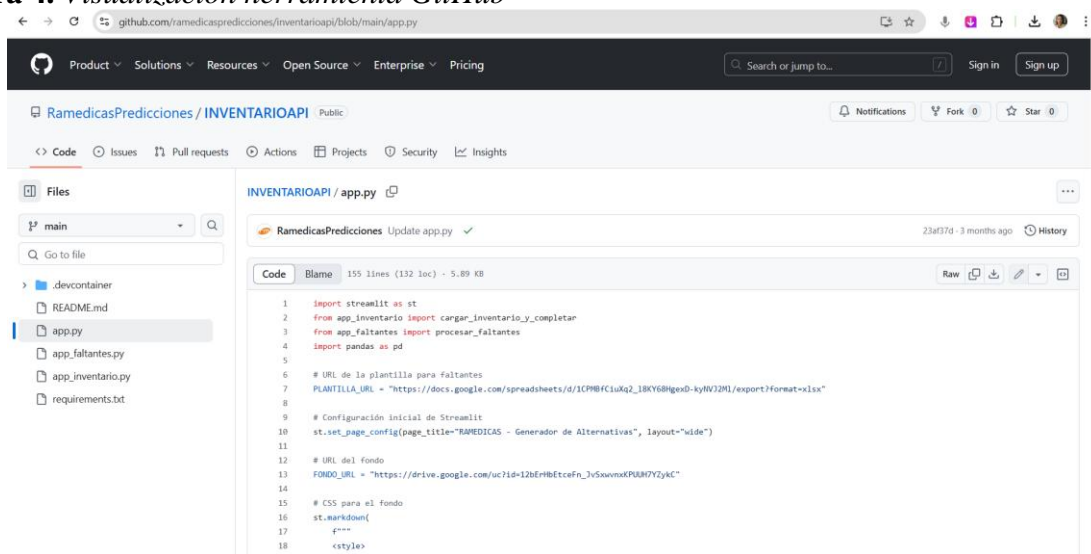 4. Visualización herramienta GitHub
github.com/ramedicaspredicciones/inventarioapi/blob/main/app.py
Product Solutions Resources Open Source Enterprise Pricing
Search or jump to...
/
Sign in
Sign up
RamedicasPredicciones / INVENTARIOAPI Public
Notifications
Fork 0
Star 0
Code Issues Pull requests Actions Projects Security Insights
Files
main
Go to file
.devcontainer
README.md
app.py
app_faltantes.py
app_inventario.py
requirements.txt
INVENTARIOAPI / app.py
RamedicasPredicciones Update app.py
23af37d · 3 months ago History
Code Blame 155 lines (132 loc) · 5.89 KB
Raw
1 import streamlit as st
2 from app_inventario import cargar_inventario_y_completar
3 from app_faltantes import procesar_faltantes
4 import pandas as pd
5
6 # URL de la plantilla para faltantes
7 PLANTILLA_URL = "https://docs.google.com/spreadsheets/d/1CPMBfCiuXq2_l8KY68HgexD-kyNVJ2Ml/export?format=xlsx"
8
9 # Configuración inicial de Streamlit
10 st.set_page_config(page_title="RAMEDICAS - Generador de Alternativas", layout="wide")
11
12 # URL del fondo
13 FONDO_URL = "https://drive.google.com/uc?id=12bErHbEtceFn_JvSxwvnxKPUUH7YZykC"
14
15 # CSS para el fondo
16 st.markdown(
17 f"""
18 <style>